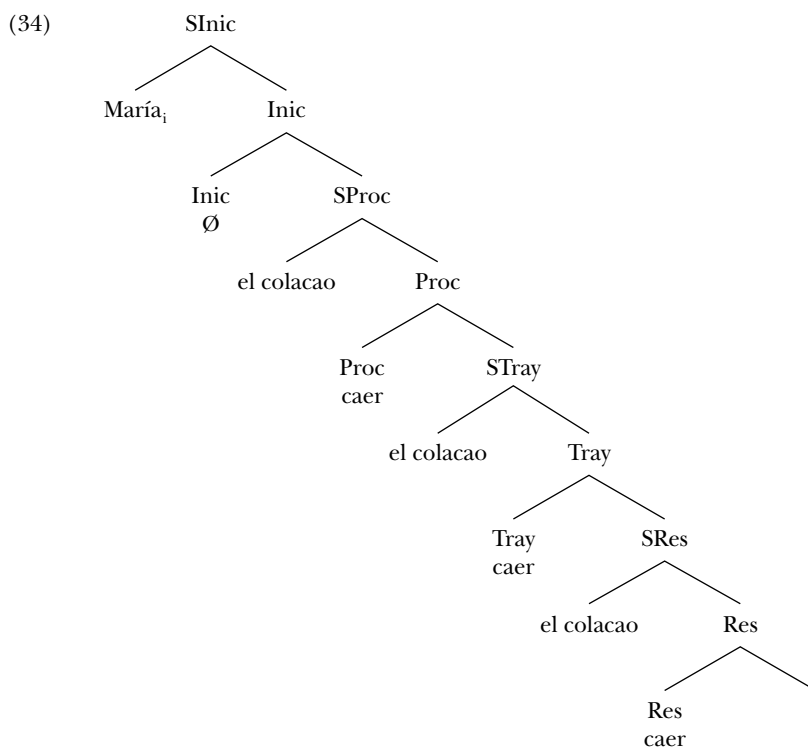 (34) SInic
María_i Inic
Inic SProc
Ø
el colacao Proc
Proc STray
caer
el colacao Tray
Tray SRes
caer
el colacao Res
Res
caer